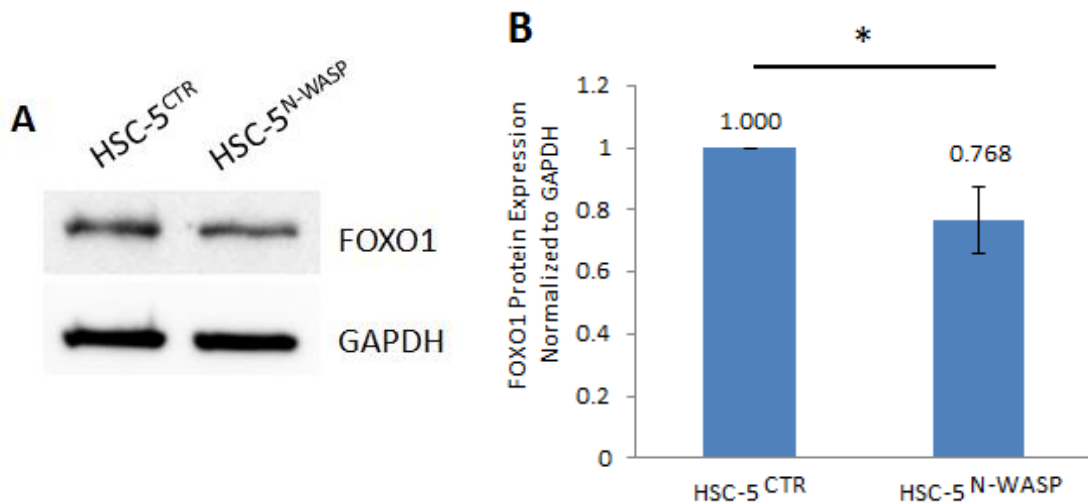 A
HSC-5CTR
HSC-5N-WASP
FOXO1
GAPDH
B
*
FOXO1 Protein Expression
Normalized to GAPDH
1.2
1
0.8
0.6
0.4
0.2
0
1.000
0.768
HSC-5 CTR
HSC-5 N-WASP